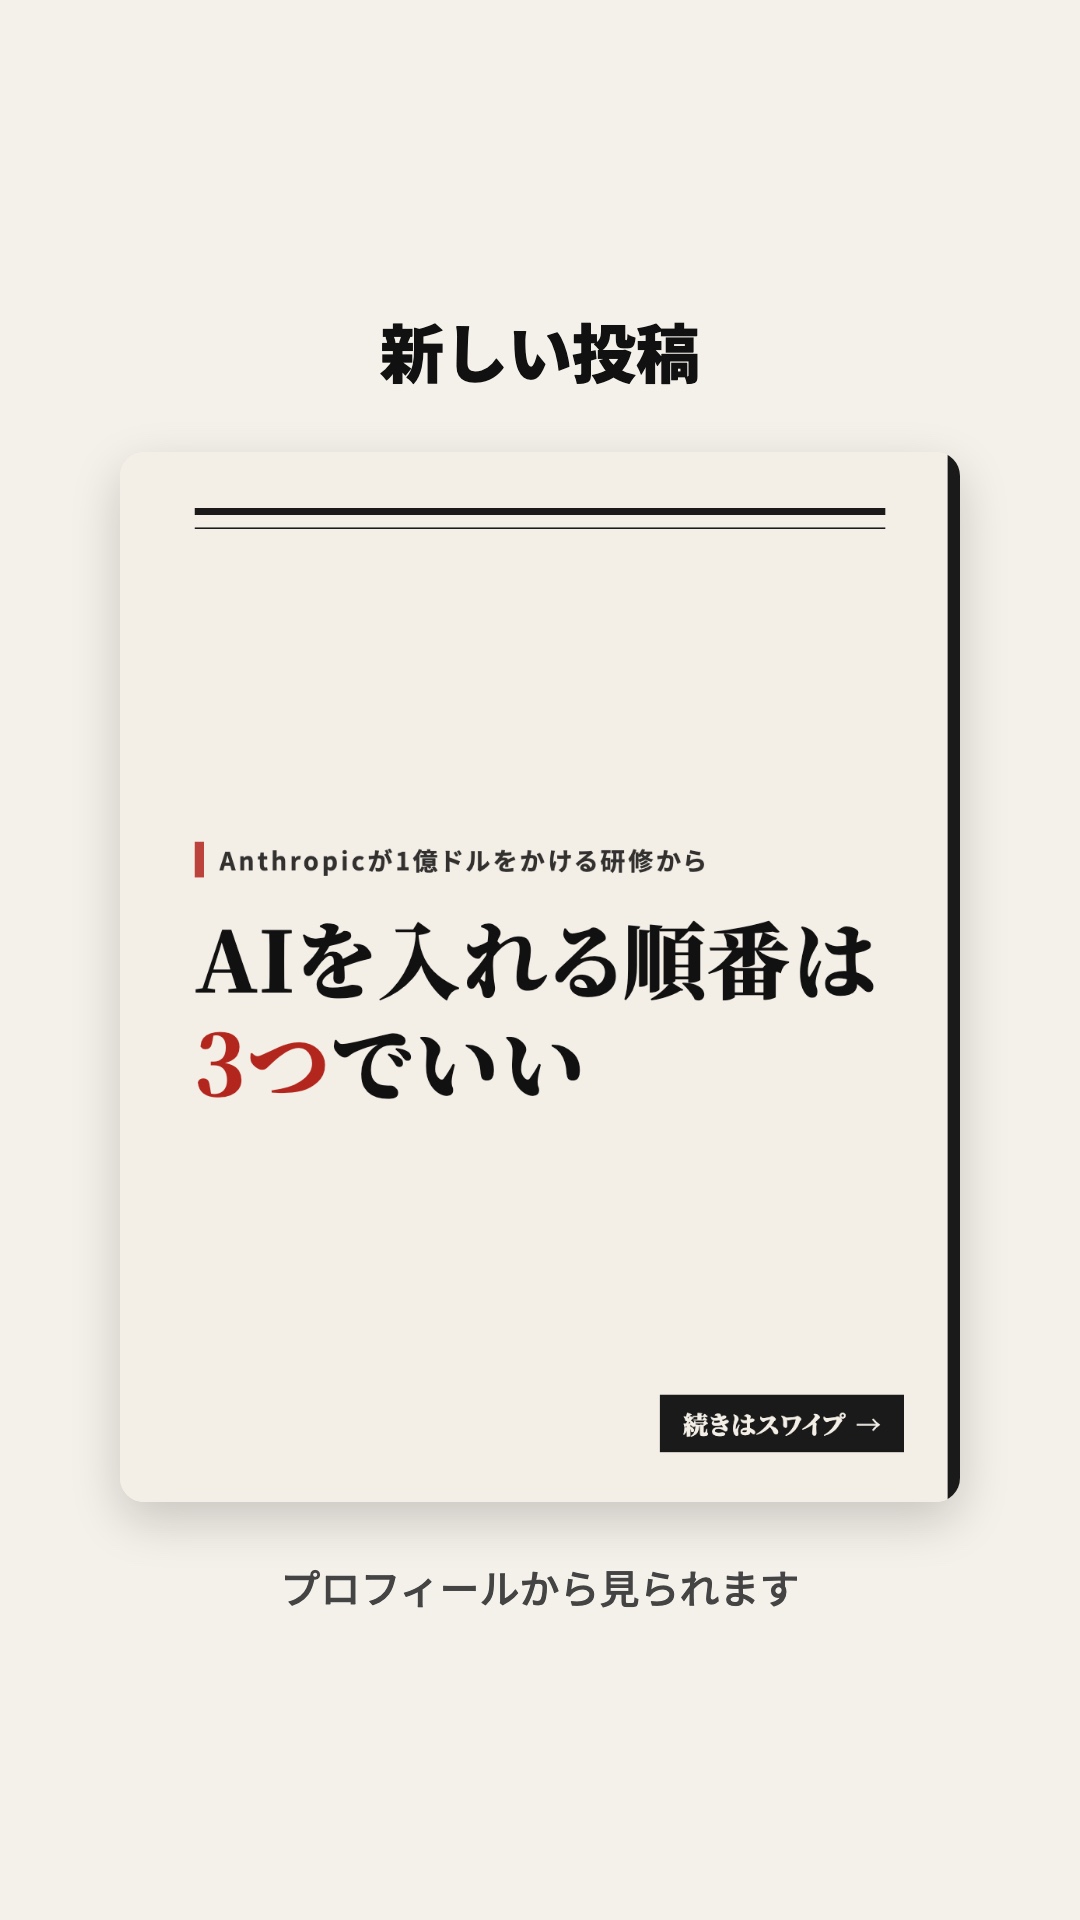 新しい投稿
Anthropicが1億ドルをかける研修から
AIを入れる順番は
3つでいい
続きはスワイプ →
プロフィールから見られます